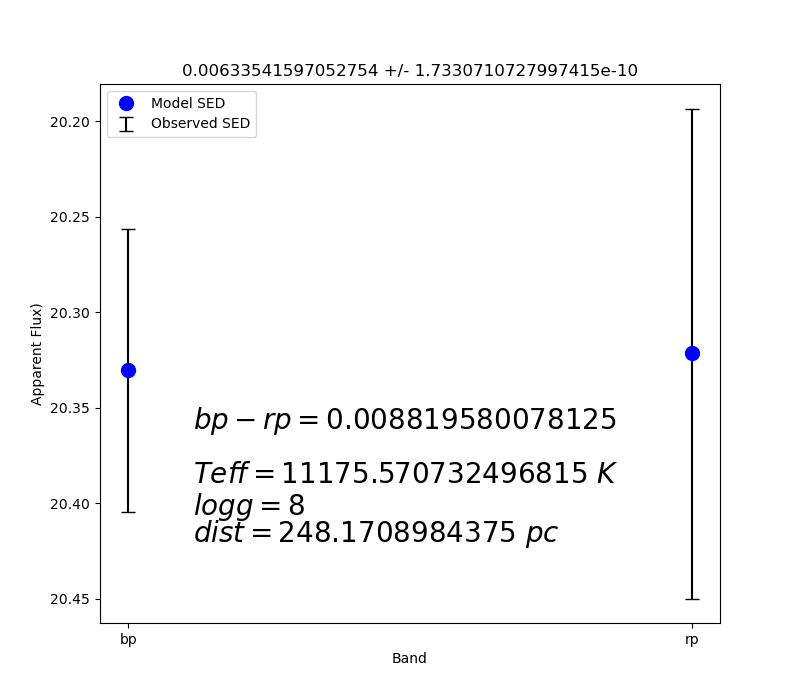 0.006335415970527​54 +/- 1.7330710727997415e-10
Model SED
Observed SED
20.20
20.25
20.30
20.35
20.40
20.45
Apparent Flux)
bp − rp = 0.008819580078125
Teff = 11175.570732496815 K
logg = 8
dist = 248.1708984375 pc
bp
rp
Band